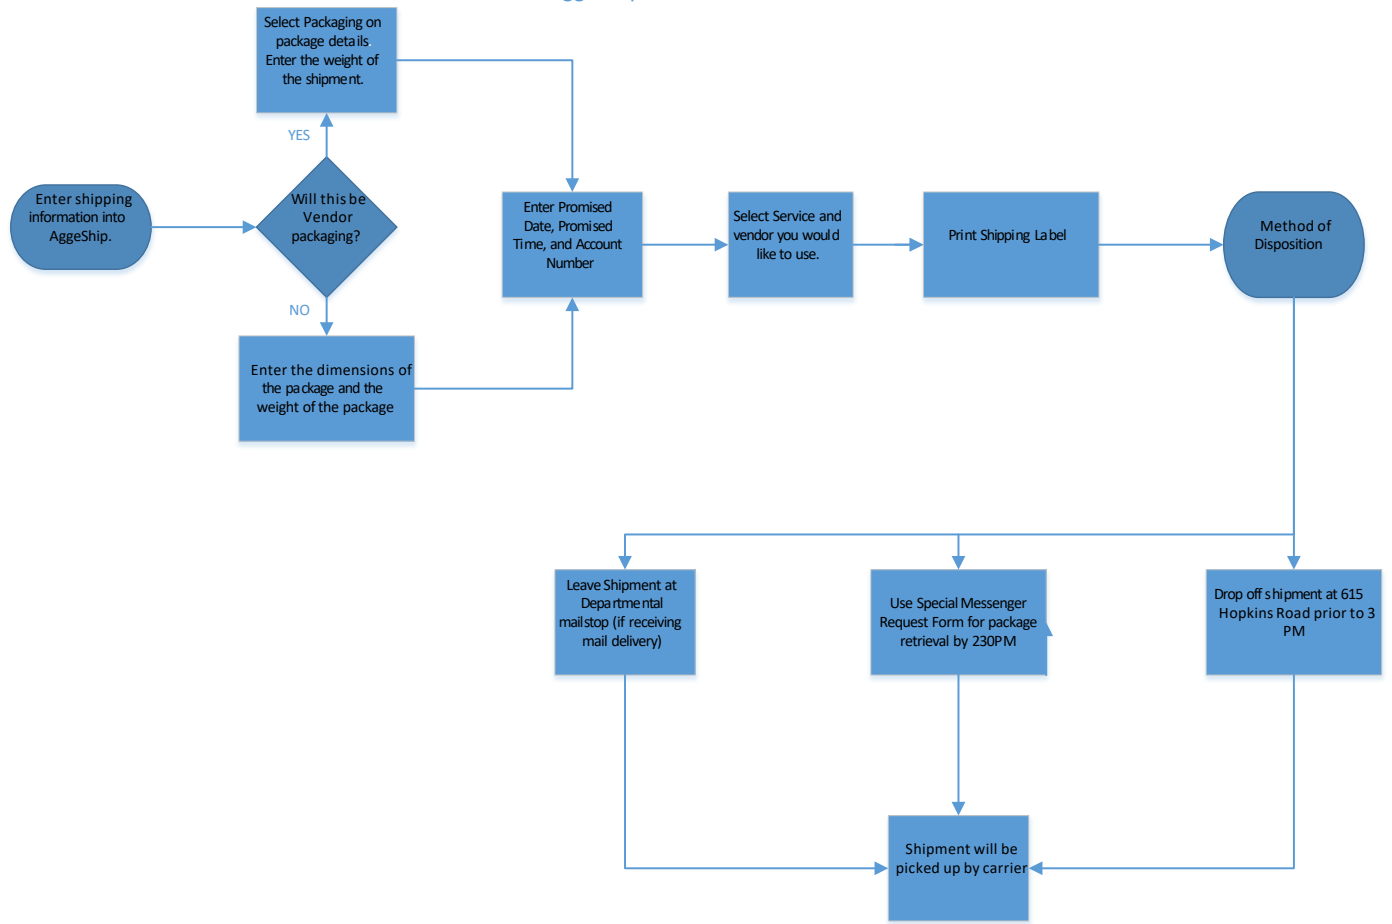 Select Packaging on
package details.
Enter the weight of
the shipment.
YES
Enter shipping
information into
AggeShip.
Will this be
Vendor
packaging?
NO
Enter the dimensions of
the package and the
weight of the package
Enter Promised
Date, Promised
Time, and Account
Number
Select Service and
vendor you would
like to use.
Print Shipping Label
Method of
Disposition
Leave Shipment at
Departmental
mailstop (if receiving
mail delivery)
Use Special Messenger
Request Form for package
retrieval by 230PM
Drop off shipment at 615
Hopkins Road prior to 3
PM
Shipment will be
picked up by carrier